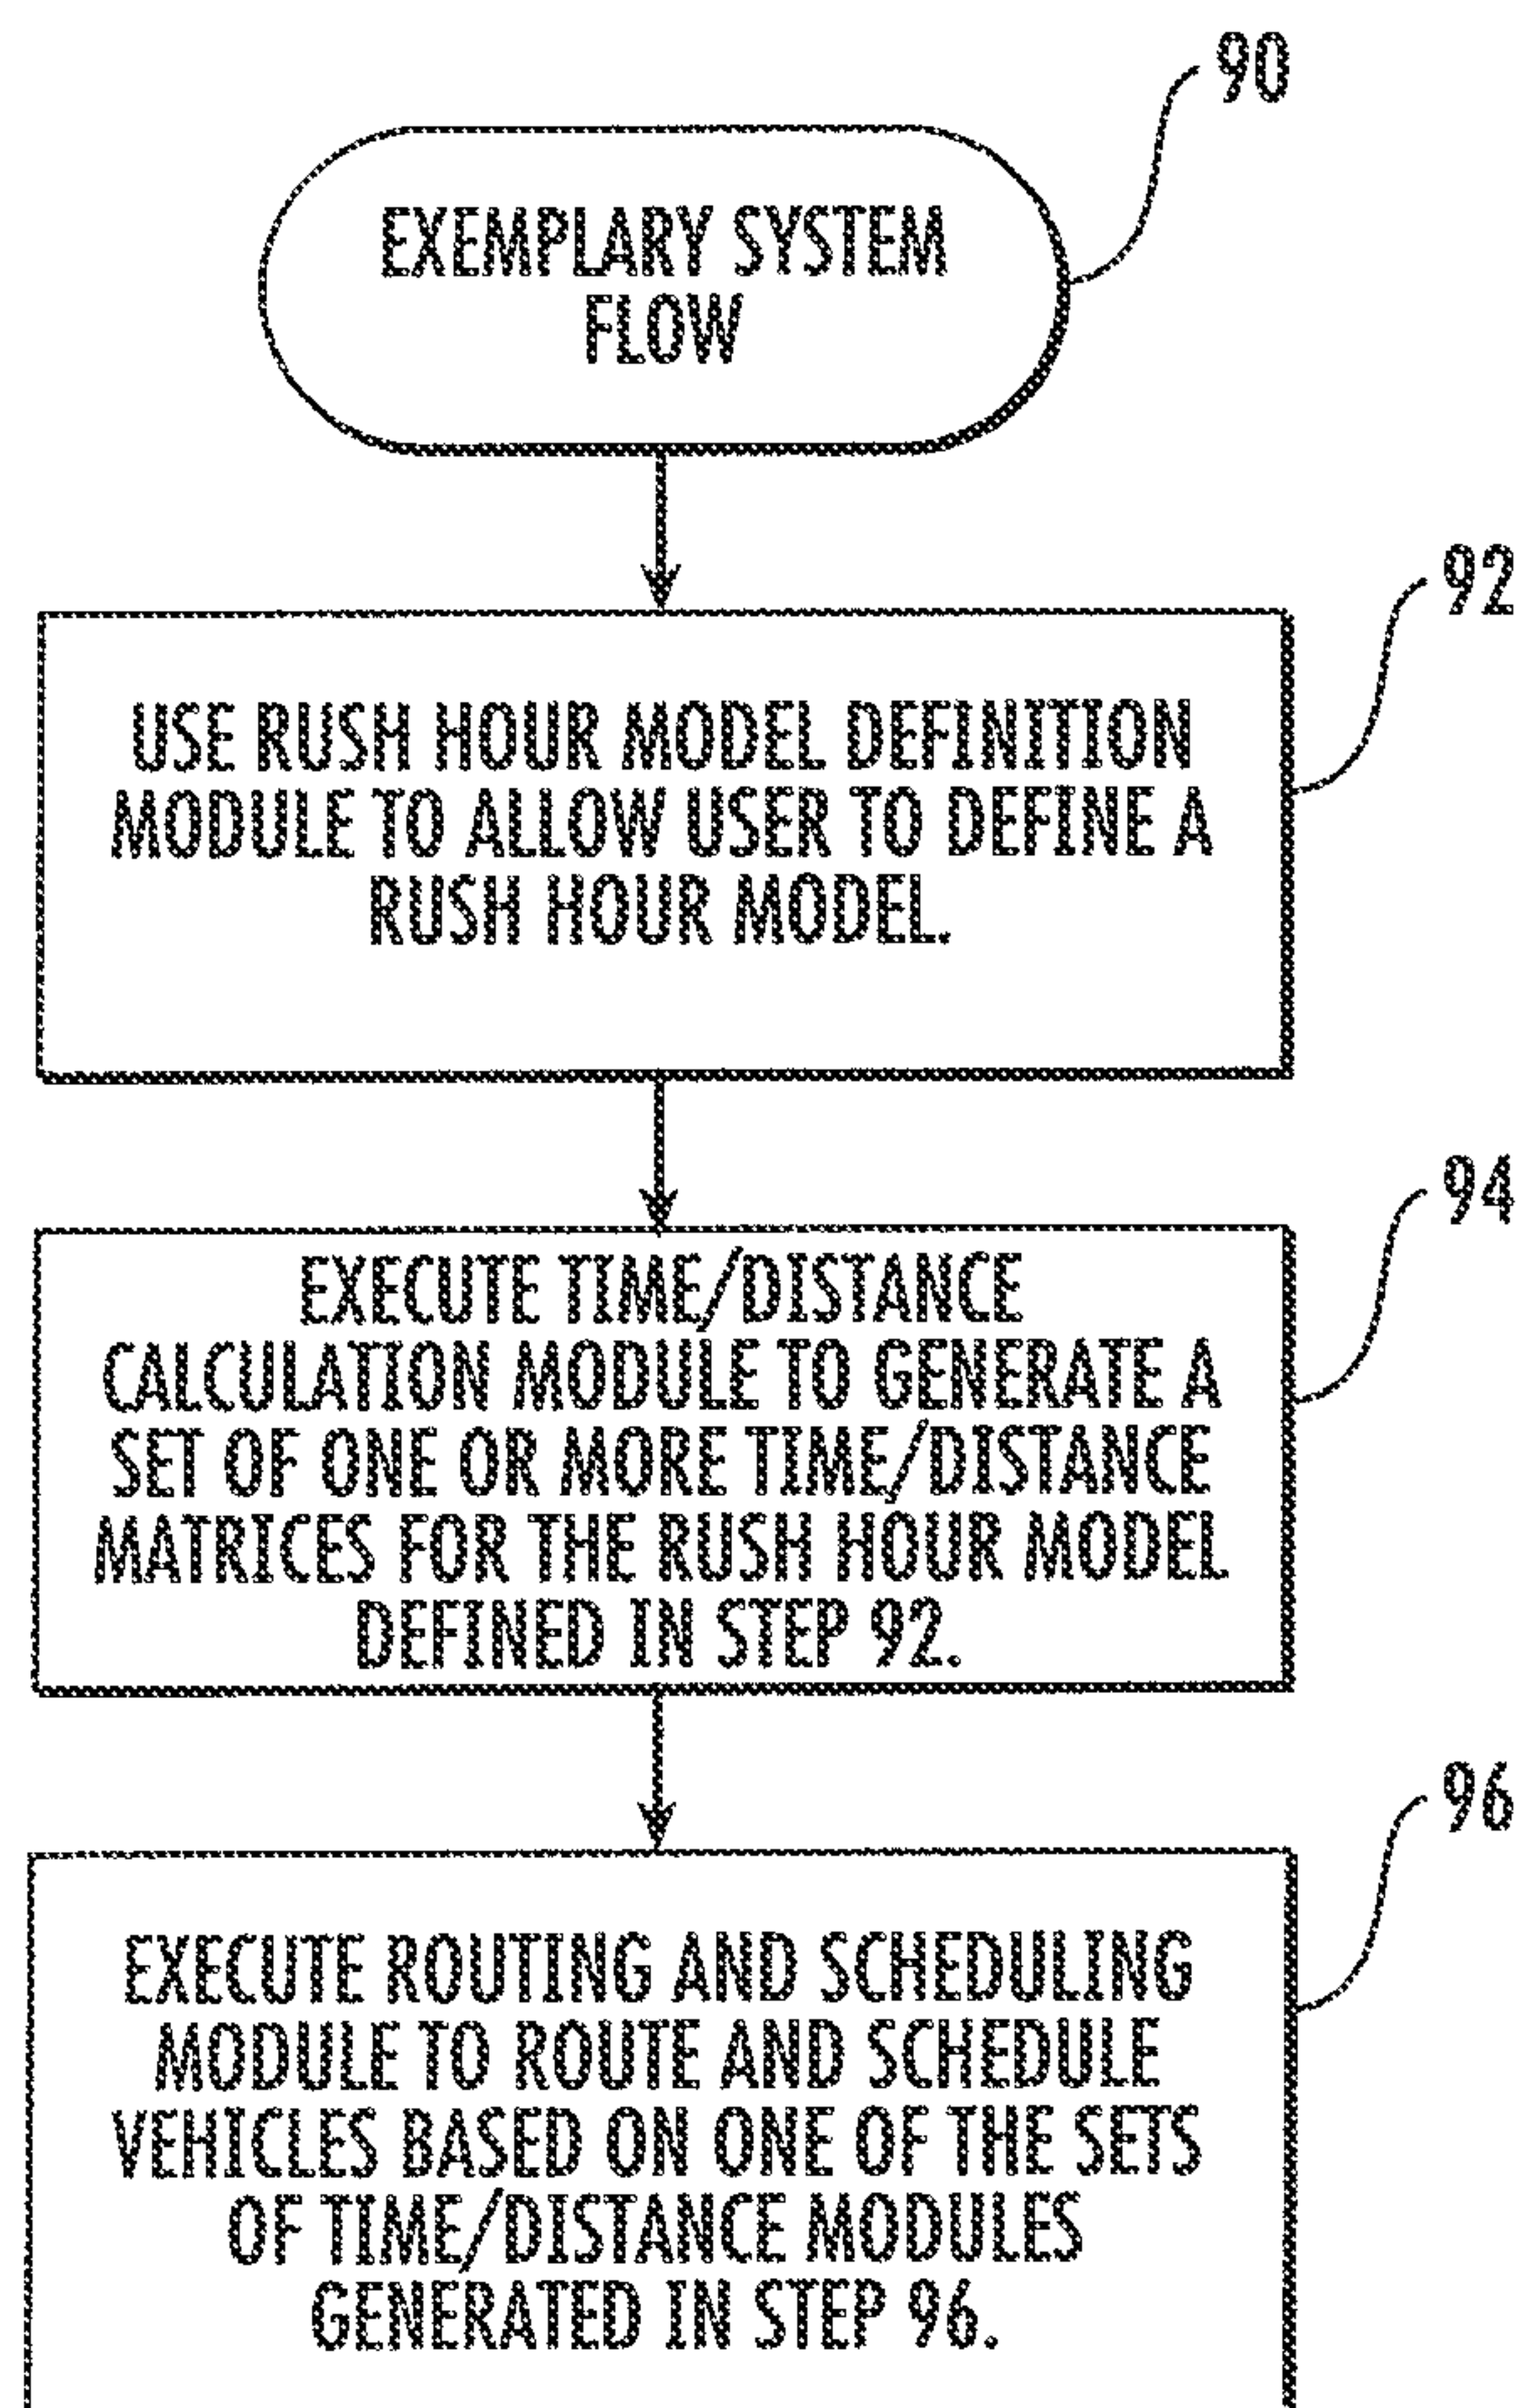 90
EXEMPLARY SYSTEM
FLOW
92
USE RUSH HOUR MODEL DEFINITION
MODULE TO ALLOW USER TO DEFINE A
RUSH HOUR MODEL.
94
EXECUTE TIME/DISTANCE
CALCULATION MODULE TO GENERATE A
SET OF ONE OR MORE TIME/DISTANCE
MATRICES FOR THE RUSH HOUR MODEL
DEFINED IN STEP 92.
96
EXECUTE ROUTING AND SCHEDULING
MODULE TO ROUTE AND SCHEDULE
VEHICLES BASED ON ONE OF THE SETS
OF TIME/DISTANCE MODULES
GENERATED IN STEP 96.